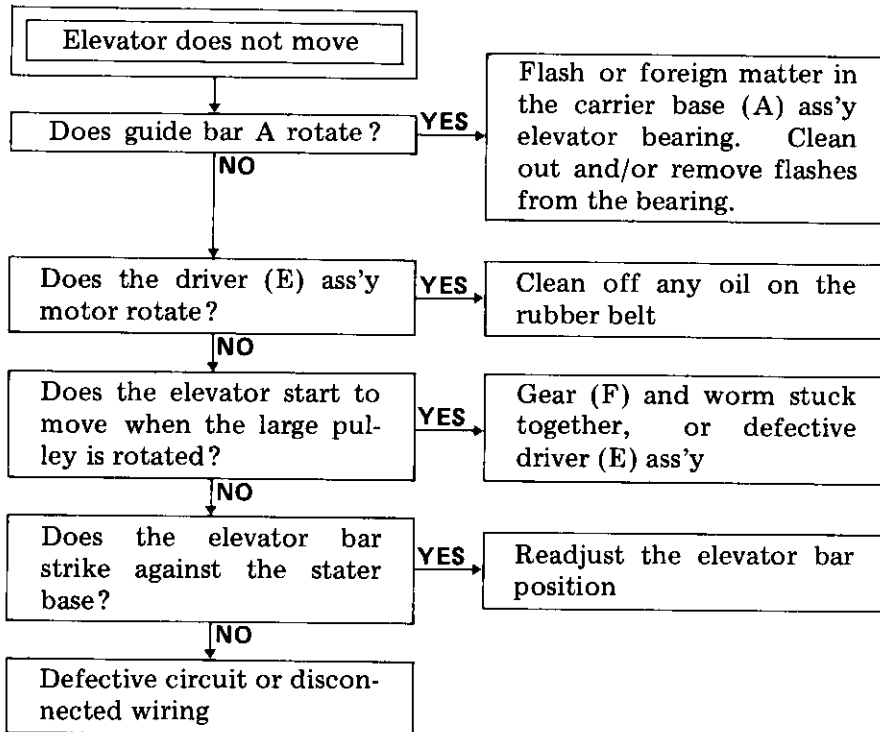 Elevator does not move
Does guide bar A rotate?
YES
Flash or foreign matter in
the carrier base (A) ass'y
elevator bearing. Clean
out and/or remove flashes
from the bearing.
NO
Does the driver (E) ass'y
motor rotate?
YES
Clean off any oil on the
rubber belt
NO
Does the elevator start to
move when the large pul-
ley is rotated?
YES
Gear (F) and worm stuck
together, or defective
driver (E) ass'y
NO
Does the elevator bar
strike against the stater
base?
YES
Readjust the elevator bar
position
NO
Defective circuit or discon-
nected wiring